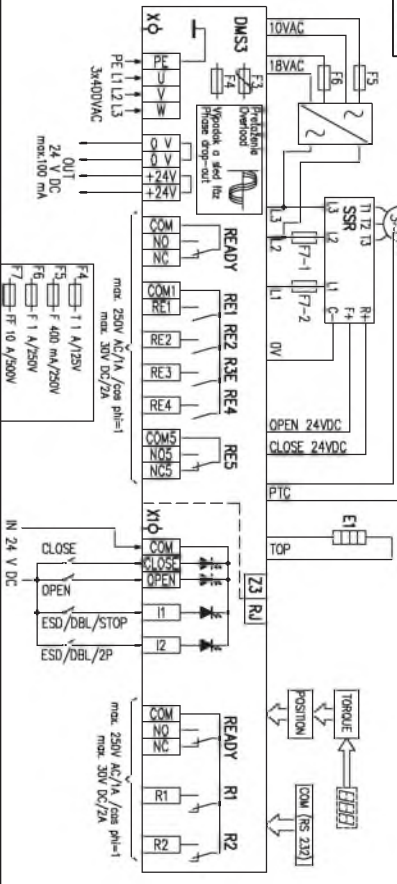 X
PE
U
V
W
PE L1 L2 L3
3x400VAC
DMS3
F3
F4
Preťaženie
Overload
Výpadok a sled fáz
Phase drop-out
0 V
0 V
+24V
+24V
OUT
24 V DC
max.100 mA
COM
NO
NC
READY
COM1
RE1
RE1
RE2
RE2
RE3
R3E
RE4
RE4
COM5
NO5
NC5
RE5
max. 250V AC/1A /cos phi=1
max. 30V DC/2A
F4 T 1 A/125V
F5 F 400 mA/250V
F6 F 1 A/250V
F7 FF 10 A/500V
10VAC
18VAC
F5
F6
SSR
T1 T2 T3
L3
L2
L1
R+
F+
C-
L3
L2
L1
F7-1
F7-2
0V
OPEN 24VDC
CLOSE 24VDC
PTC
E1
TOP
Z3
RJ
X1
COM
CLOSE
OPEN
I1
I2
IN 24 V DC
CLOSE
OPEN
ESD/DBL/STOP
ESD/DBL/2P
COM
NO
NC
READY
R1
R1
R2
R2
max. 250V AC/1A /cos phi=1
max. 30V DC/2A
POSITION
TORQUE
COM (RS 232)